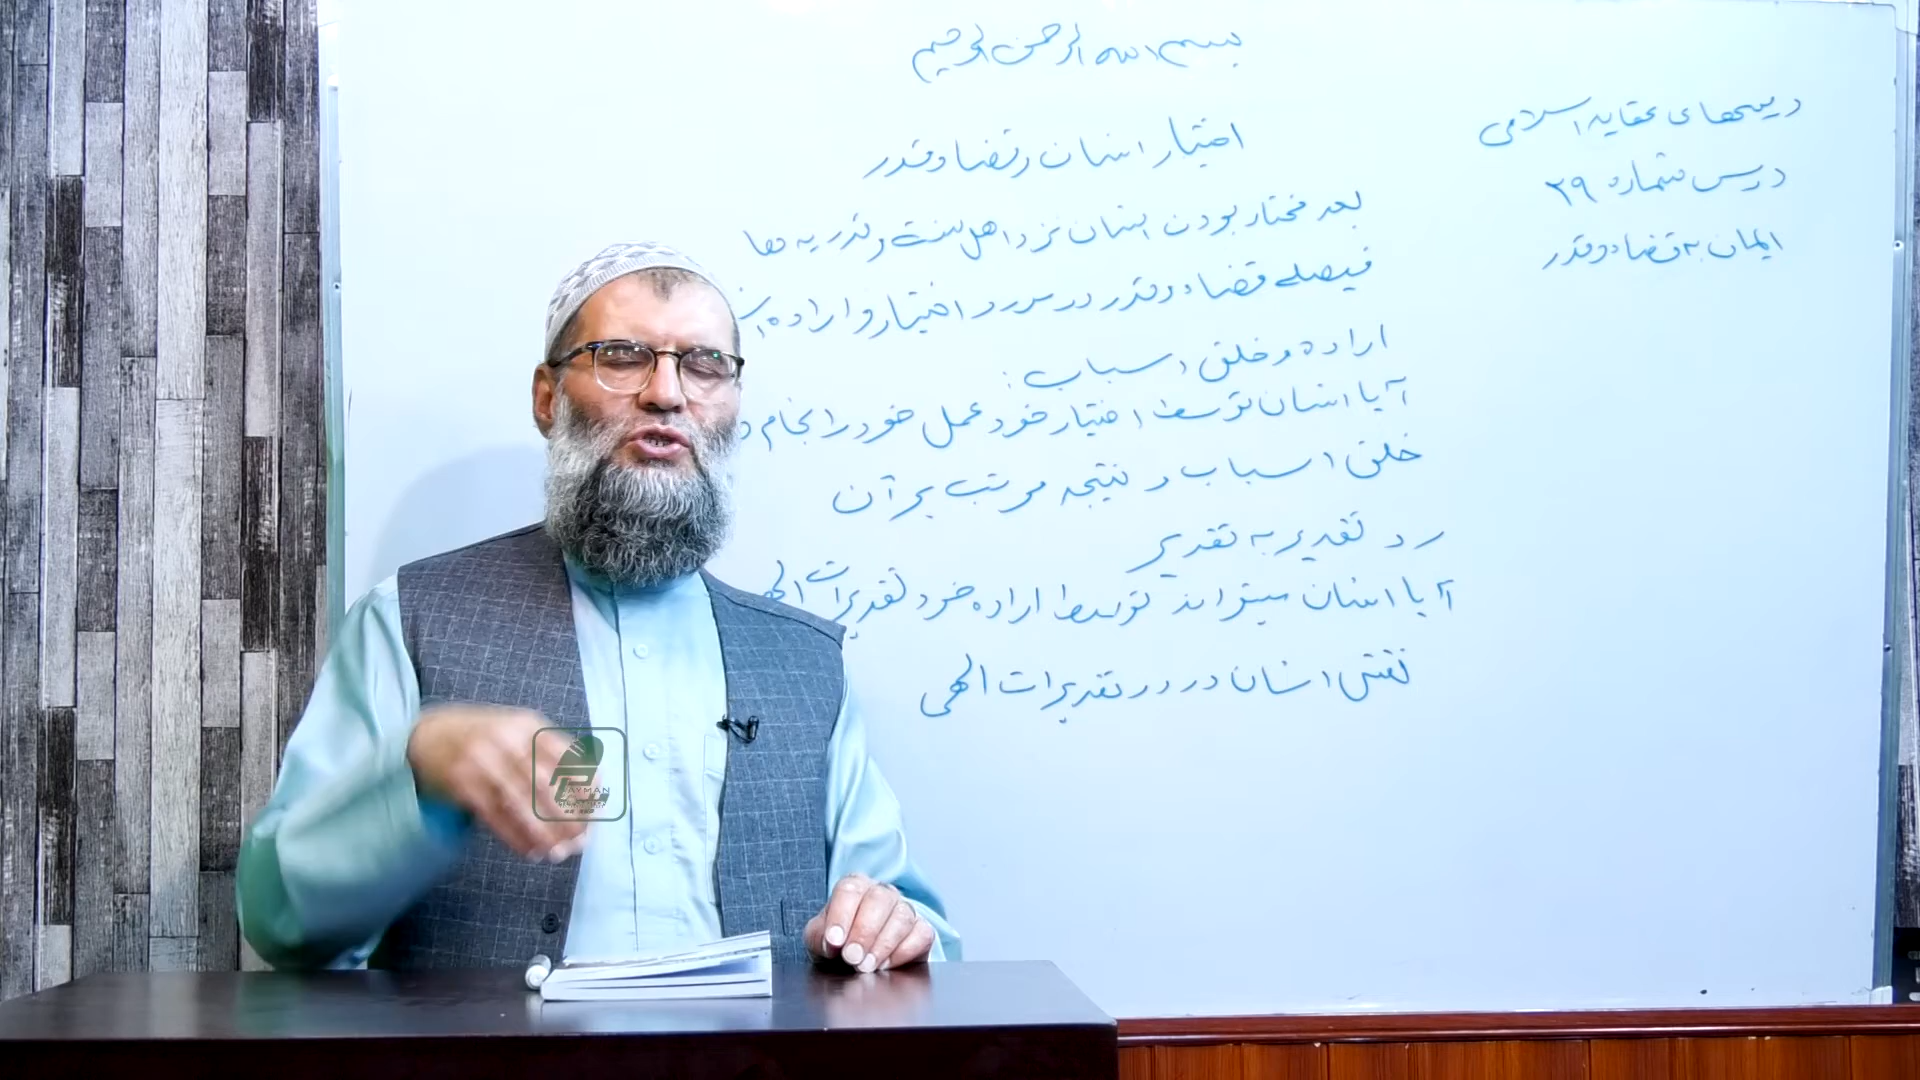 بسم الله الرحمن الرحیم
درسهای عقاید اسلامی
درس شماره ۲۹
ایمان به قضاء و قدر
اختیار انسان و قضا و قدر
بعد مختار بودن انسان نزد اهل سنت و قدریه ها
فیصلهٔ قضاء و قدر در مورد اختیار و اراده
اراده و خلق اسباب:
آیا انسان توسط اختیار خود عمل خود را انجام
خلق اسباب و نتیجه مرتب بر آن
رد تقدیر به تقدیر
آیا انسان میتواند توسط اراده خود تقدیرات
نقش انسان در رد تقدیرات الهی
PAYMAN